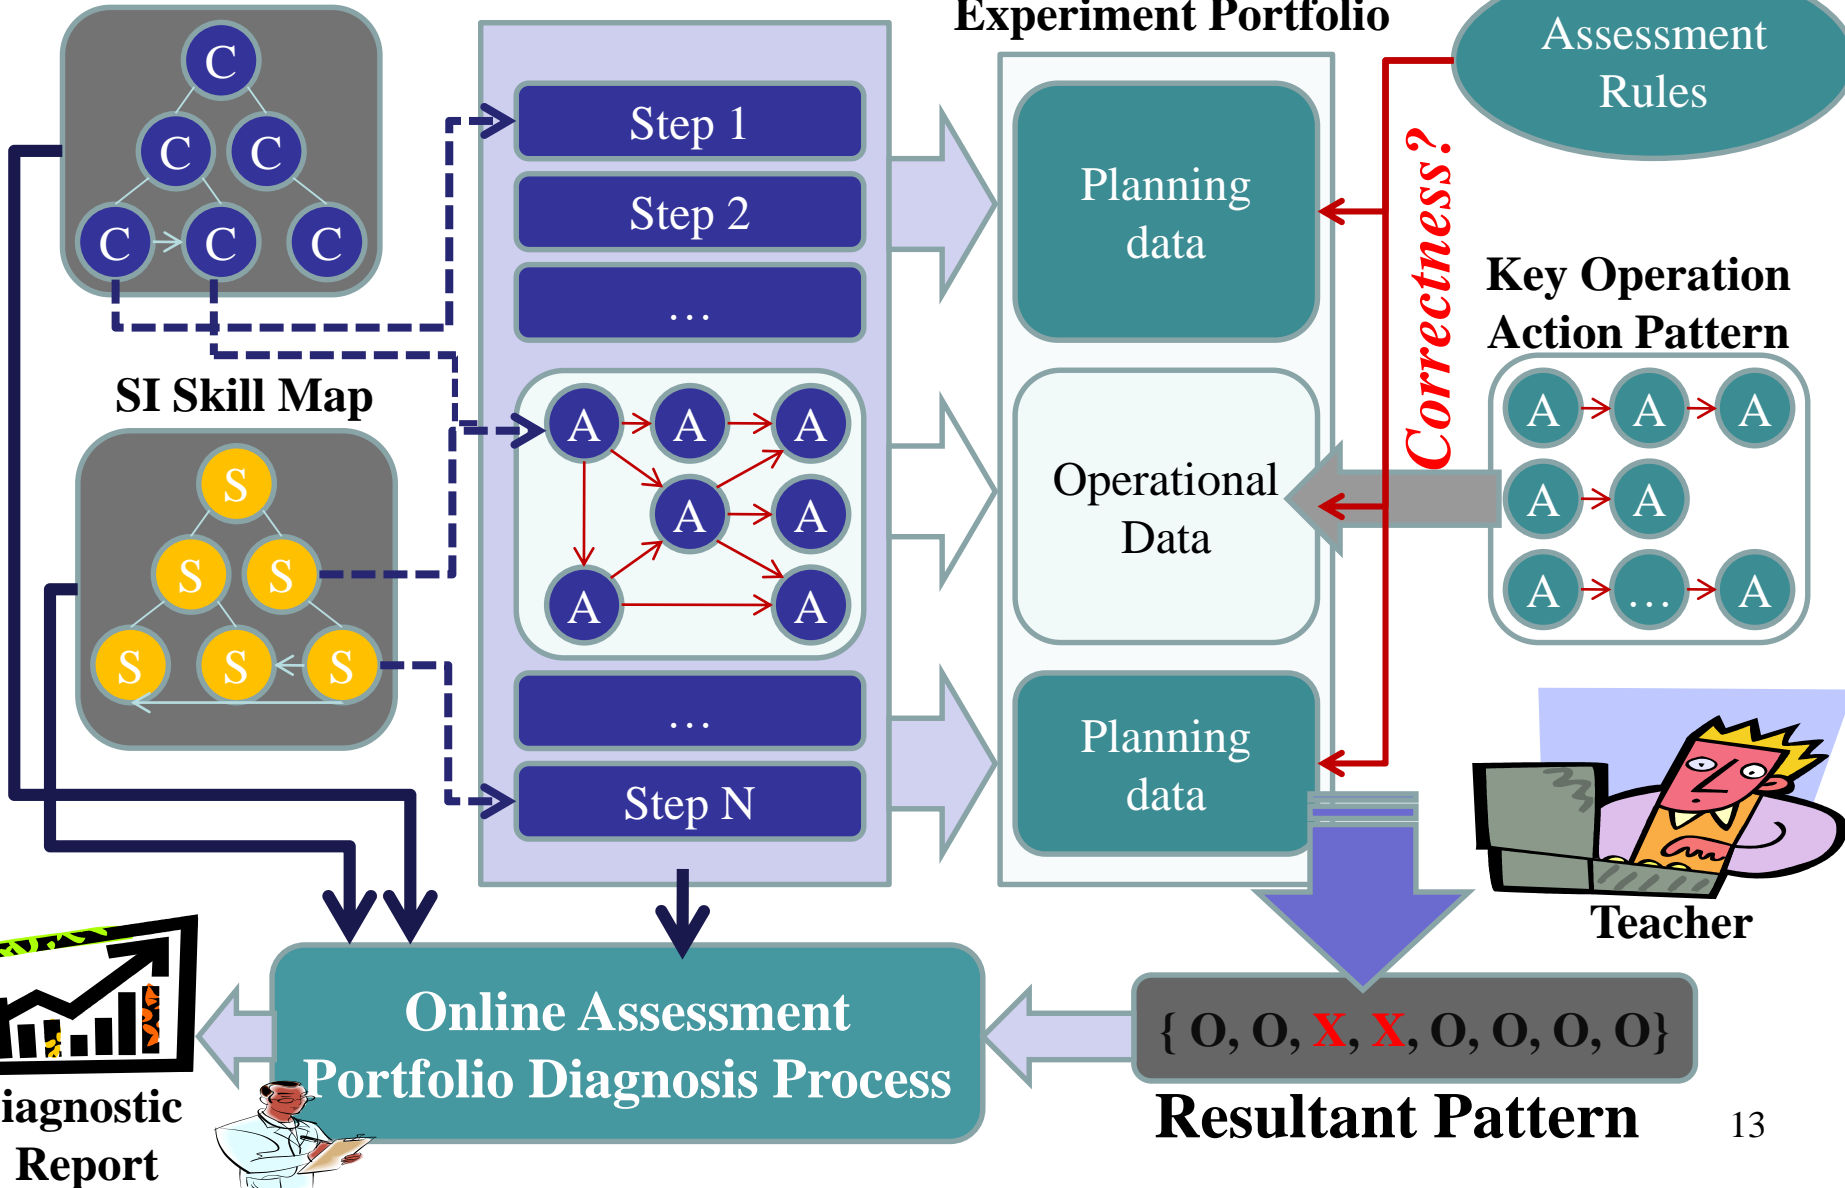 Experiment Portfolio
Assessment
Rules
C
C C
C C C
Step 1
Step 2
…
Planning
data
Correctness?
Key Operation
Action Pattern
SI Skill Map
S
S S
S S S
A A A
A A
A A
Operational
Data
A A A
A A
A … A
…
Step N
Planning
data
Teacher
Online Assessment
Portfolio Diagnosis Process
{ O, O, X, X, O, O, O, O}
Resultant Pattern
iagnostic
Report
13